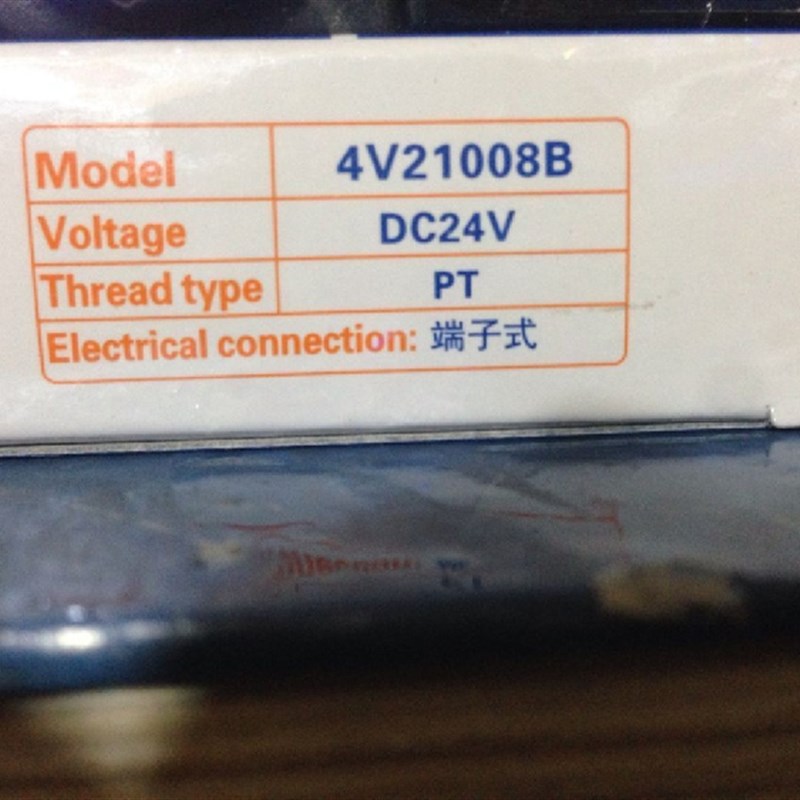 Model 4V21008B
Voltage DC24V
Thread type PT
Electrical connection: 端子式